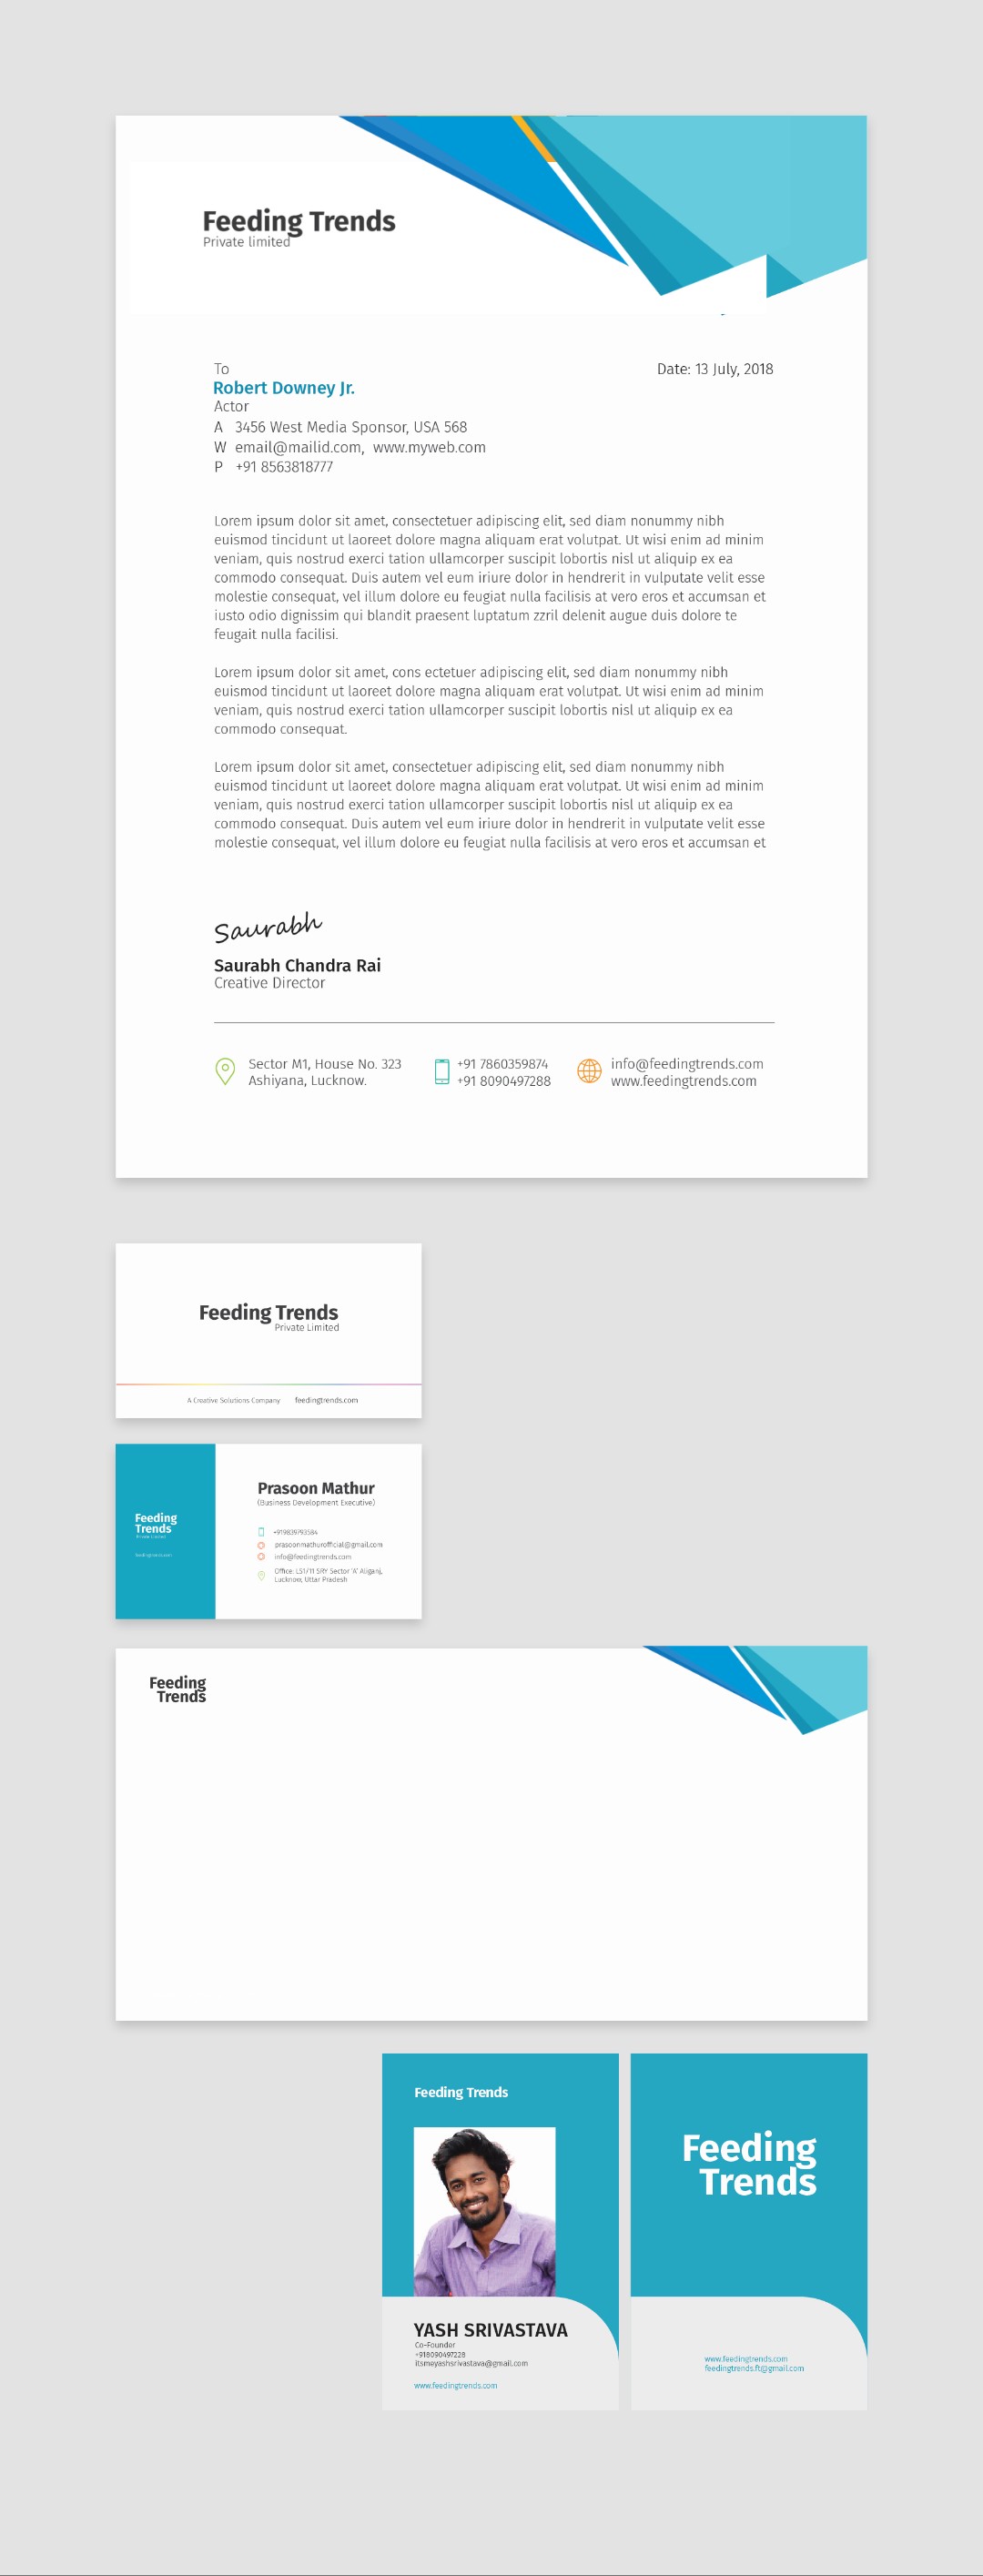 Feeding Trends
Private limited
To
Date: 13 July, 2018
Robert Downey Jr.
Actor
A 3456 West Media Sponsor, USA 568
W email@mailid.com, www.myweb.com
P +91 8563818777
Lorem ipsum dolor sit amet, consectetuer adipiscing elit, sed diam nonummy nibh
euismod tincidunt ut laoreet dolore magna aliquam erat volutpat. Ut wisi enim ad minim
veniam, quis nostrud exerci tation ullamcorper suscipit lobortis nisl ut aliquip ex ea
commodo consequat. Duis autem vel eum iriure dolor in hendrerit in vulputate velit esse
molestie consequat, vel illum dolore eu feugiat nulla facilisis at vero eros et accumsan et
iusto odio dignissim qui blandit praesent luptatum zzril delenit augue duis dolore te
feugait nulla facilisi.
Lorem ipsum dolor sit amet, cons ectetuer adipiscing elit, sed diam nonummy nibh
euismod tincidunt ut laoreet dolore magna aliquam erat volutpat. Ut wisi enim ad minim
veniam, quis nostrud exerci tation ullamcorper suscipit lobortis nisl ut aliquip ex ea
commodo consequat.
Lorem ipsum dolor sit amet, consectetuer adipiscing elit, sed diam nonummy nibh
euismod tincidunt ut laoreet dolore magna aliquam erat volutpat. Ut wisi enim ad minim
veniam, quis nostrud exerci tation ullamcorper suscipit lobortis nisl ut aliquip ex ea
commodo consequat. Duis autem vel eum iriure dolor in hendrerit in vulputate velit esse
molestie consequat, vel illum dolore eu feugiat nulla facilisis at vero eros et accumsan et
Saurabh
Saurabh Chandra Rai
Creative Director
Sector M1, House No. 323
Ashiyana, Lucknow.
+91 7860359874
+91 8090497288
info@feedingtrends.com
www.feedingtrends.com
Feeding Trends
Private Limited
A Creative Solutions Company feedingtrends.com
Feeding
Trends
Private Limited
feedingtrends.com
Prasoon Mathur
(Business Development Executive)
+919839793584
prasoonmathurofficial@gmail.com
info@feedingtrends.com
Office: LS1/11 SRY Sector 'A' Aliganj,
Lucknow, Uttar Pradesh
Feeding
Trends
Feeding Trends
YASH SRIVASTAVA
Co-Founder
+918090497228
itsmeyashsrivastava@gmail.com
www.feedingtrends.com
Feeding
Trends
www.feedingtrends.com
feedingtrends.ft@gmail.com